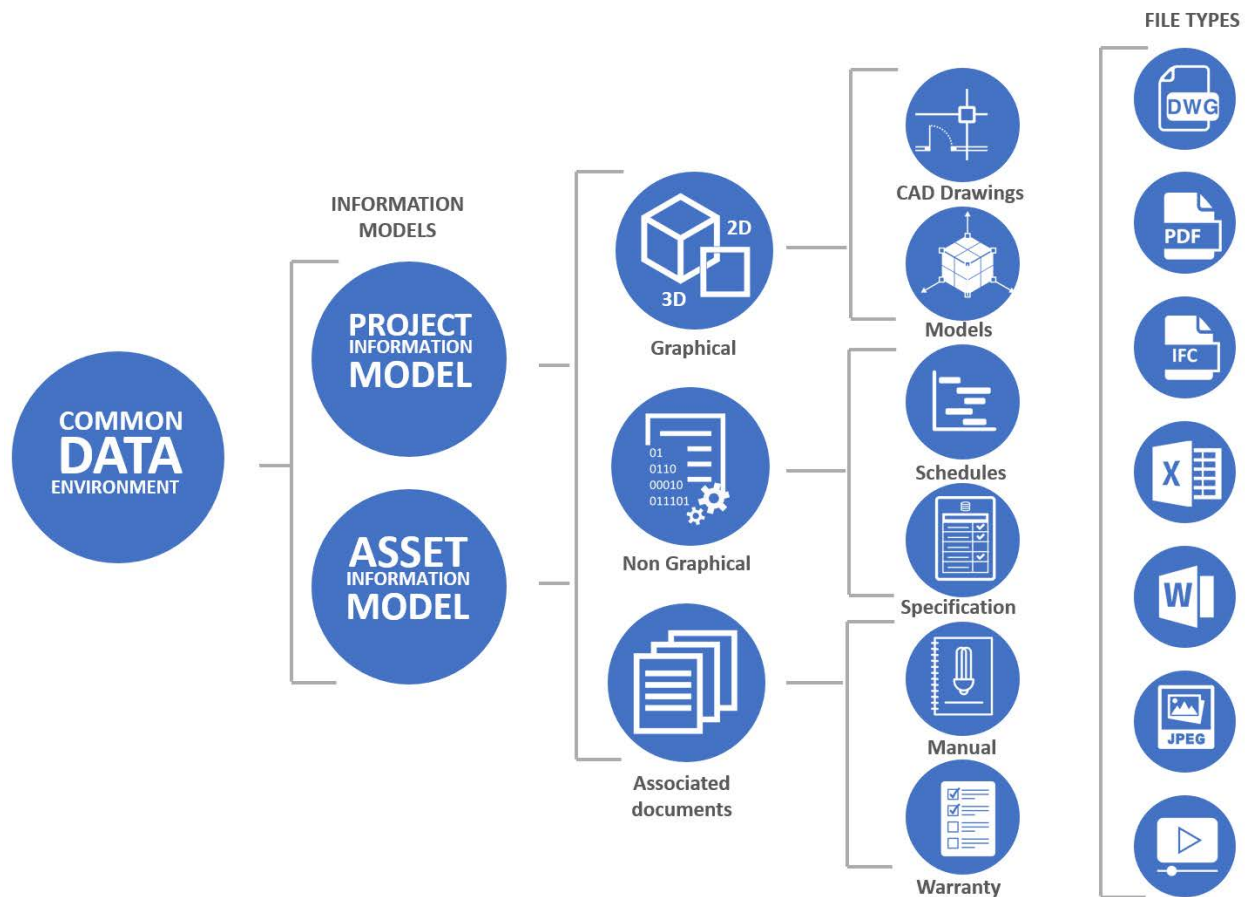 FILE TYPES
DWG
CAD Drawings
INFORMATION
MODELS
2D
3D
Graphical
PDF
Models
PROJECT
INFORMATION
MODEL
IFC
COMMON
DATA
ENVIRONMENT
01
0110
00010
011101
Non Graphical
Schedules
X
ASSET
INFORMATION
MODEL
Specification
W
Associated
documents
Manual
JPEG
Warranty